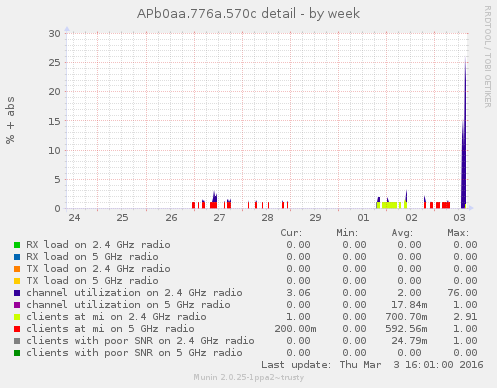 APb0aa.776a.570c detail - by week
RRDTOOL / TOBI OETIKER
% + abs
30
25
20
15
10
5
0
24 25 26 27 28 29 01 02 03
Cur: Min: Avg: Max:
RX load on 2.4 GHz radio 0.00 0.00 0.00 0.00
RX load on 5 GHz radio 0.00 0.00 0.00 0.00
TX load on 2.4 GHz radio 0.00 0.00 0.00 0.00
TX load on 5 GHz radio 0.00 0.00 0.00 0.00
channel utilization on 2.4 GHz radio 3.06 0.00 2.00 76.00
channel utilization on 5 GHz radio 0.00 0.00 17.84m 1.00
clients at mi on 2.4 GHz radio 1.00 0.00 700.70m 2.91
clients at mi on 5 GHz radio 200.00m 0.00 592.56m 1.00
clients with poor SNR on 2.4 GHz radio 0.00 0.00 24.79m 1.00
clients with poor SNR on 5 GHz radio 0.00 0.00 0.00 0.00
Last update: Thu Mar 3 16:01:00 2016
Munin 2.0.25-1ppa2~trusty